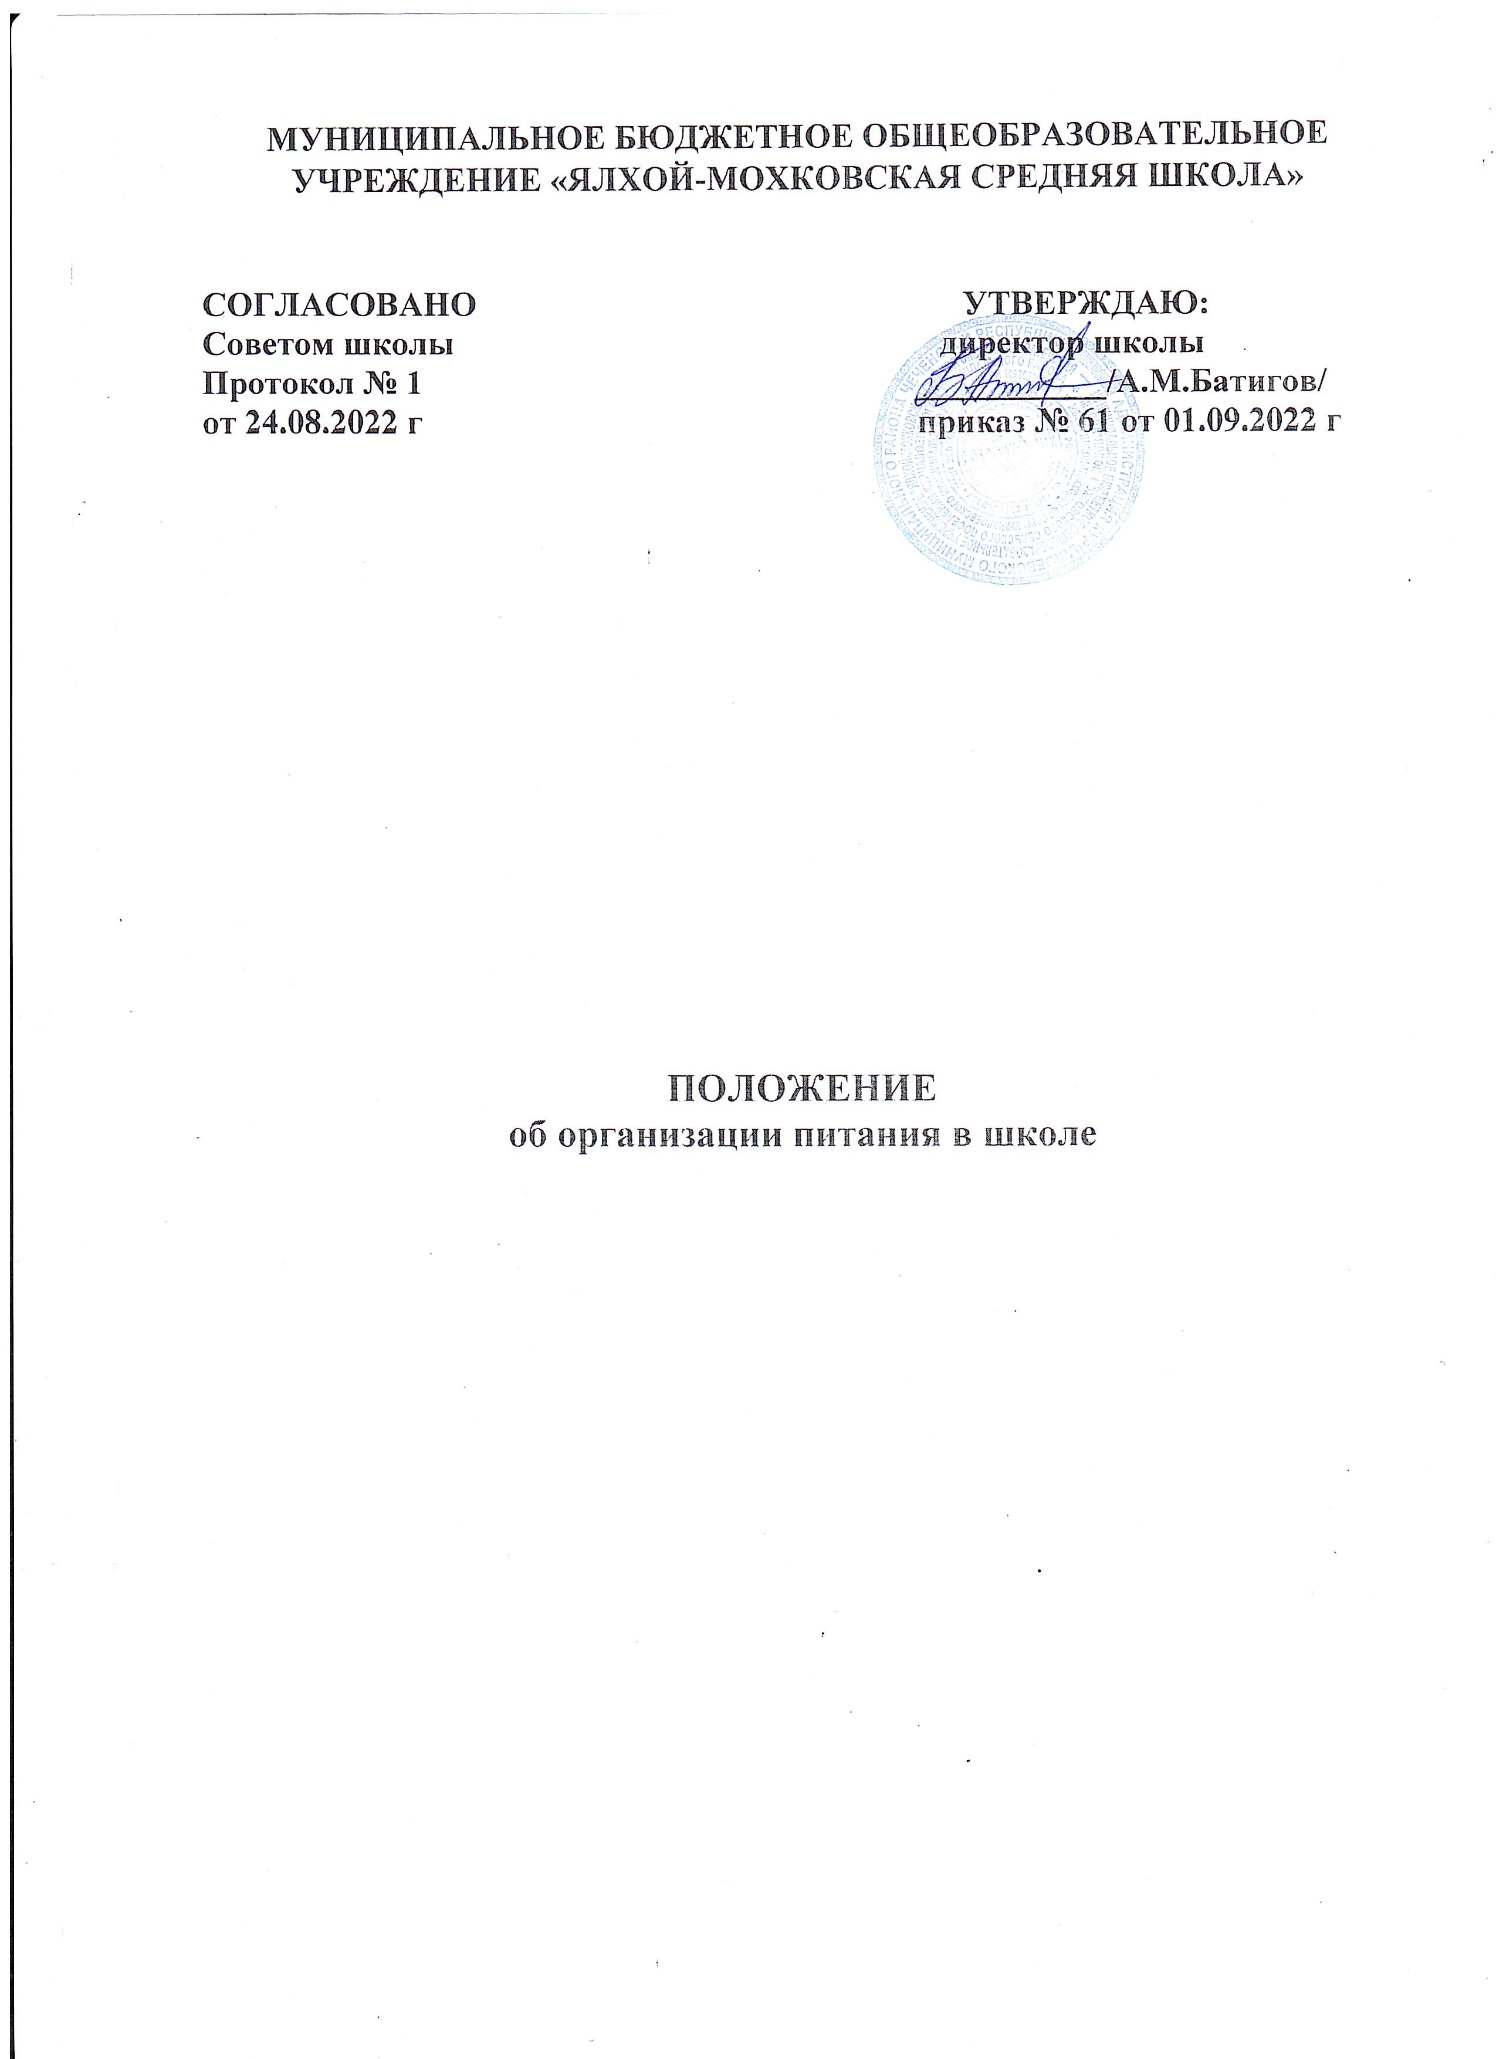 МУНИЦИПАЛЬНОЕ БЮДЖЕТНОЕ ОБЩЕОБРАЗОВАТЕЛЬНОЕ
УЧРЕЖДЕНИЕ «ЯЛХОЙ-МОХКОВСКАЯ СРЕДНЯЯ ШКОЛА»
СОГЛАСОВАНО
Советом школы
Протокол № 1
от 24.08.2022 г
УТВЕРЖДАЮ:
директор школы
/А.М.Батигов/
приказ № 61 от 01.09.2022 г
ПОЛОЖЕНИЕ
об организации питания в школе